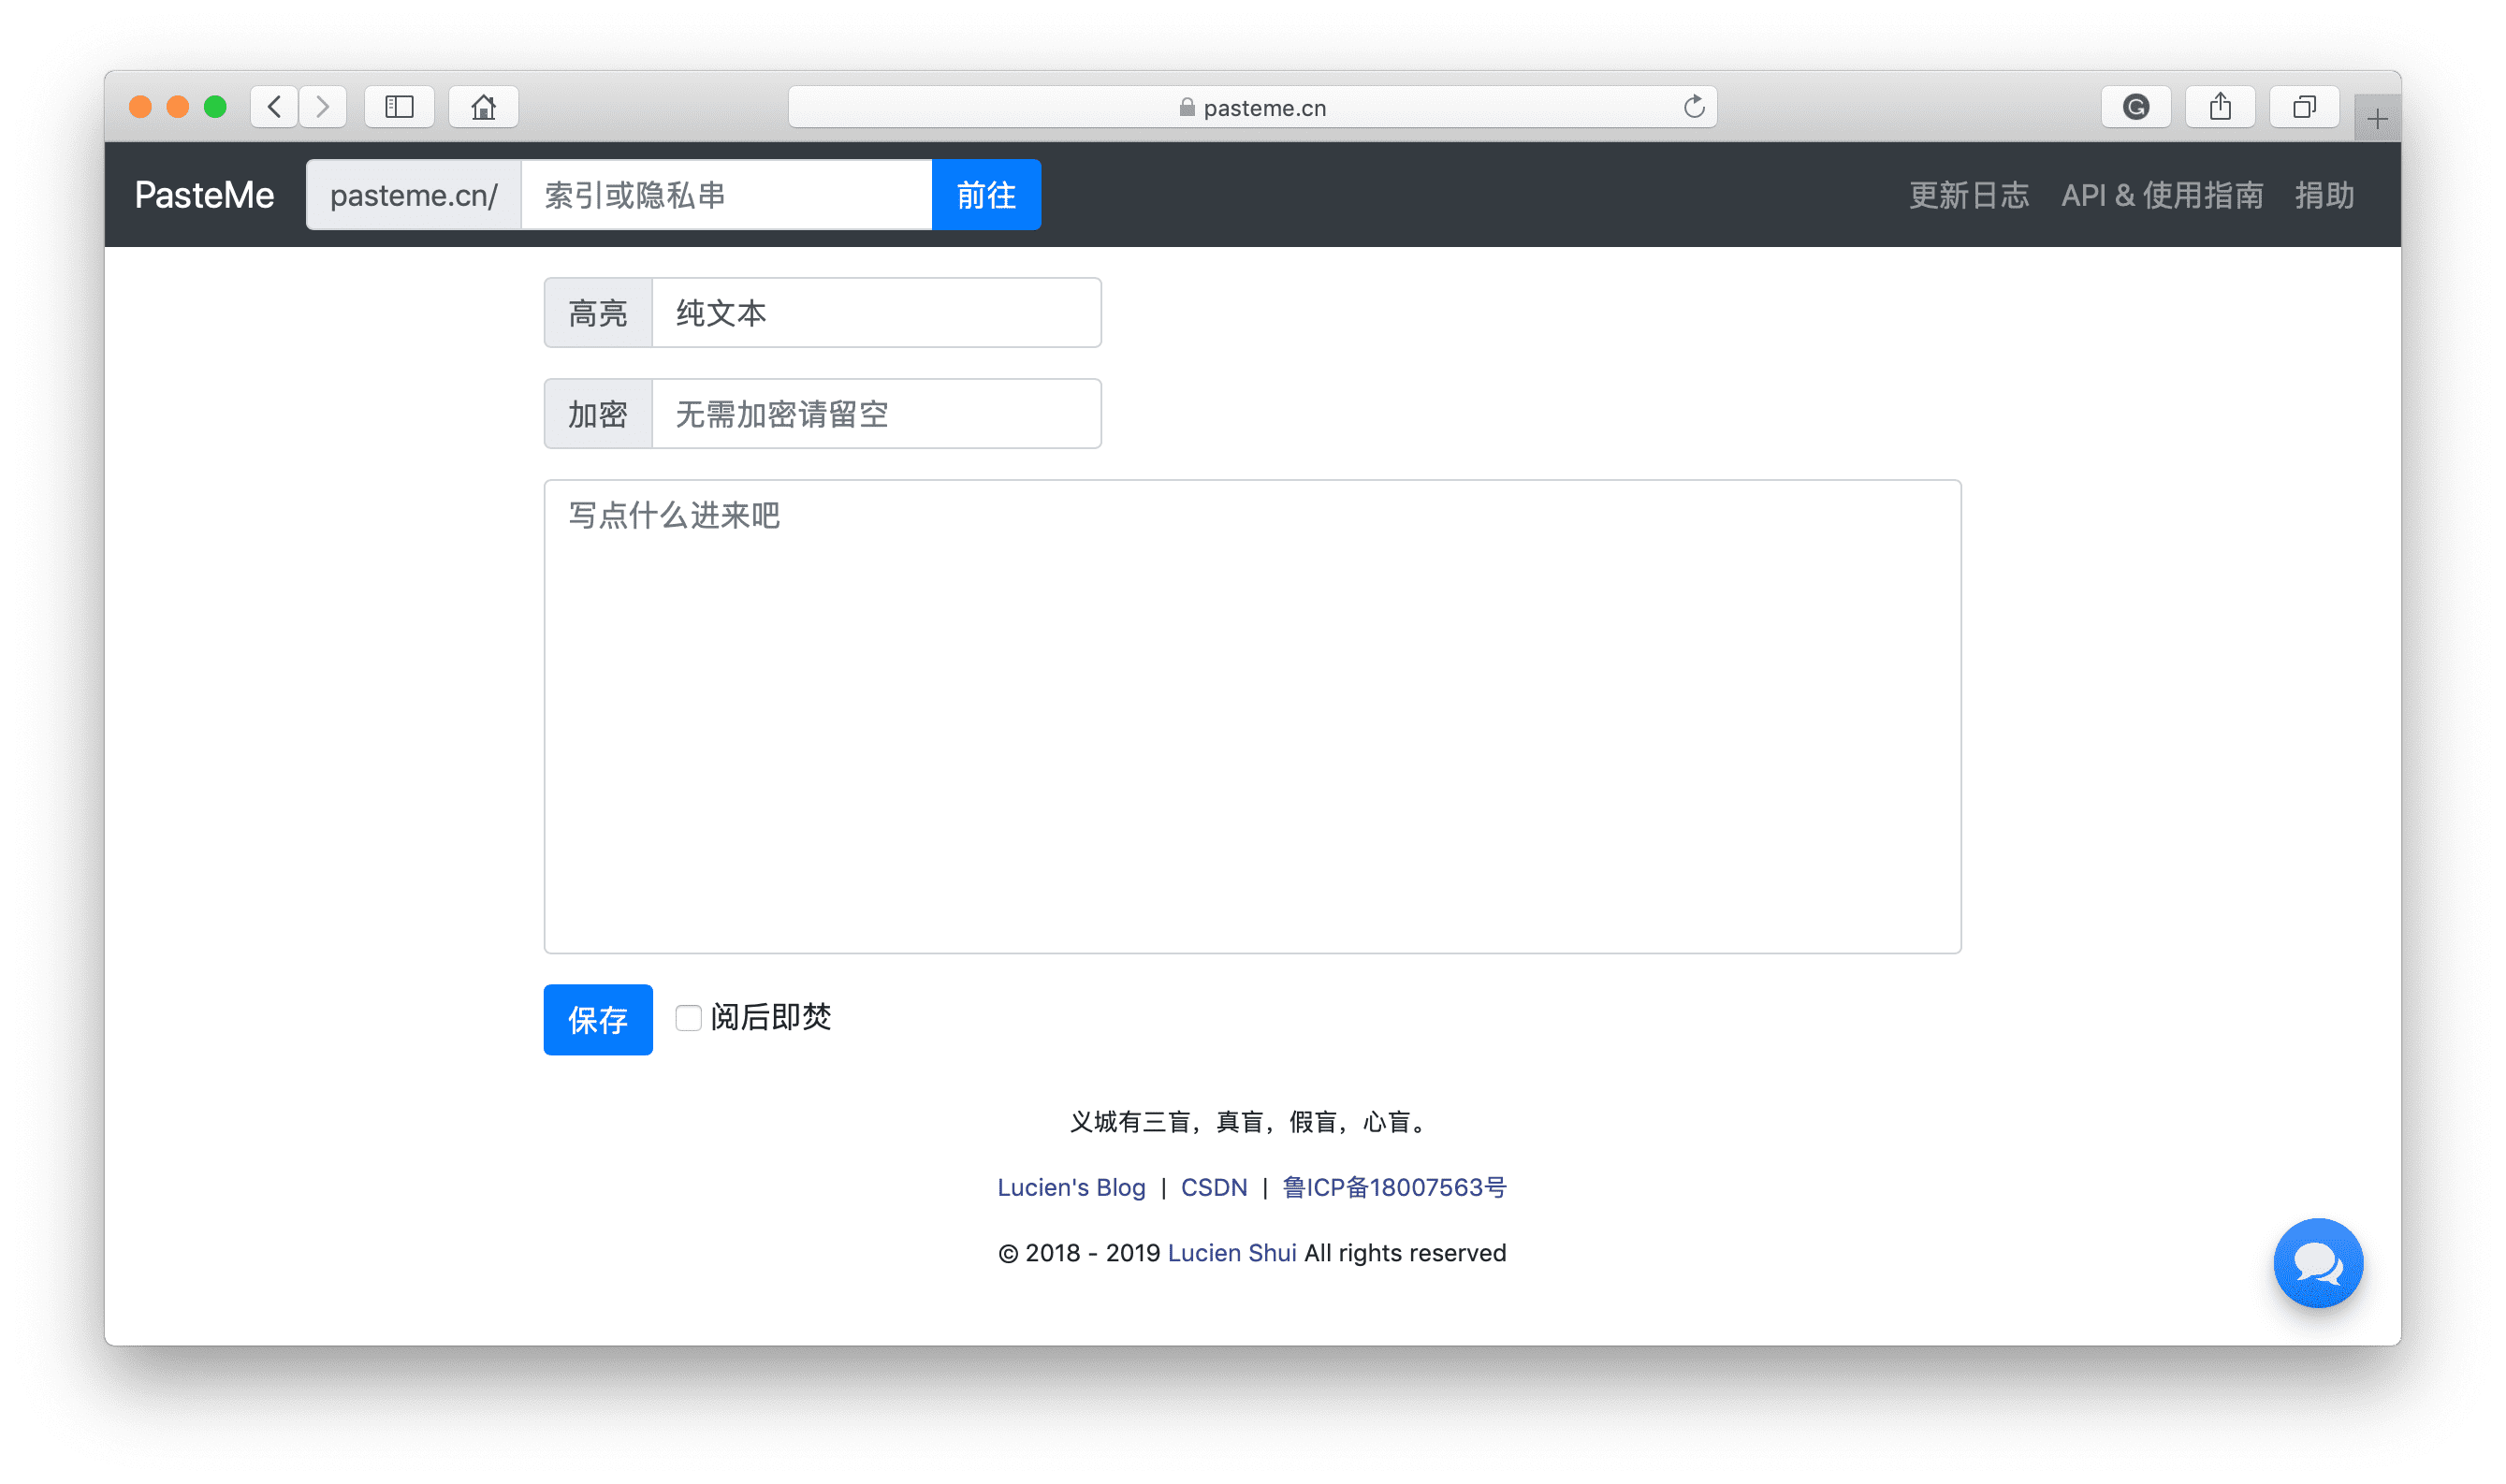 pasteme.cn
PasteMe pasteme.cn/ 索引或隐私串 前往 更新日志 API & 使用指南 捐助
高亮 纯文本
加密 无需加密请留空
写点什么进来吧
保存 阅后即焚
义城有三盲，真盲，假盲，心盲。
Lucien's Blog | CSDN | 鲁ICP备18007563号
© 2018 - 2019 Lucien Shui All rights reserved